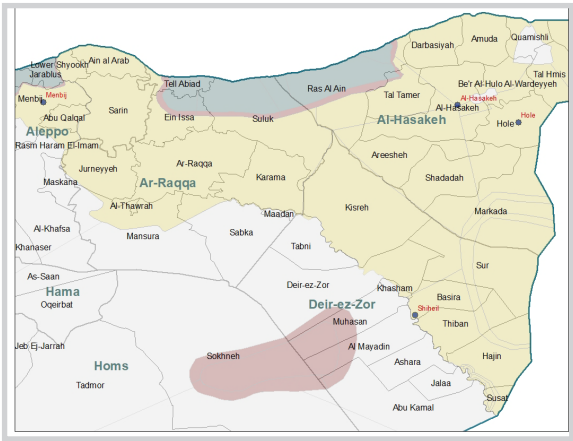 Quamishli
Amuda
Darbasiyah
Ain al Arab
Lower Shyookh
Jarablus
Tal Hmis
Tell Abiad
Be'r Al-Hulo Al-Wardeyyeh
Ras Al Ain
Tal Tamer
Menbij
Menbij
Al-Hasakeh
Al-Hasakeh
Sarin
Abu Qalqal
Ein Issa
Suluk
Al-Hasakeh
Hole
Hole
Aleppo
Rasm Haram El-Imam
Areesheh
Ar-Raqqa
Jurneyyeh
Karama
Shadadah
Maskana
Ar-Raqqa
Al-Thawrah
Kisreh
Markada
Maadan
Al-Khafsa
Mansura
Sabka
Khanaser
Tabni
Sur
As-Saan
Hama
Deir-ez-Zor
Khasham
Basira
Oqeirbat
Deir-ez-Zor
Shiheil
Muhasan
Thiban
Jeb Ej-Jarrah
Al Mayadin
Sokhneh
Hajin
Homs
Ashara
Tadmor
Jalaa
Susat
Abu Kamal